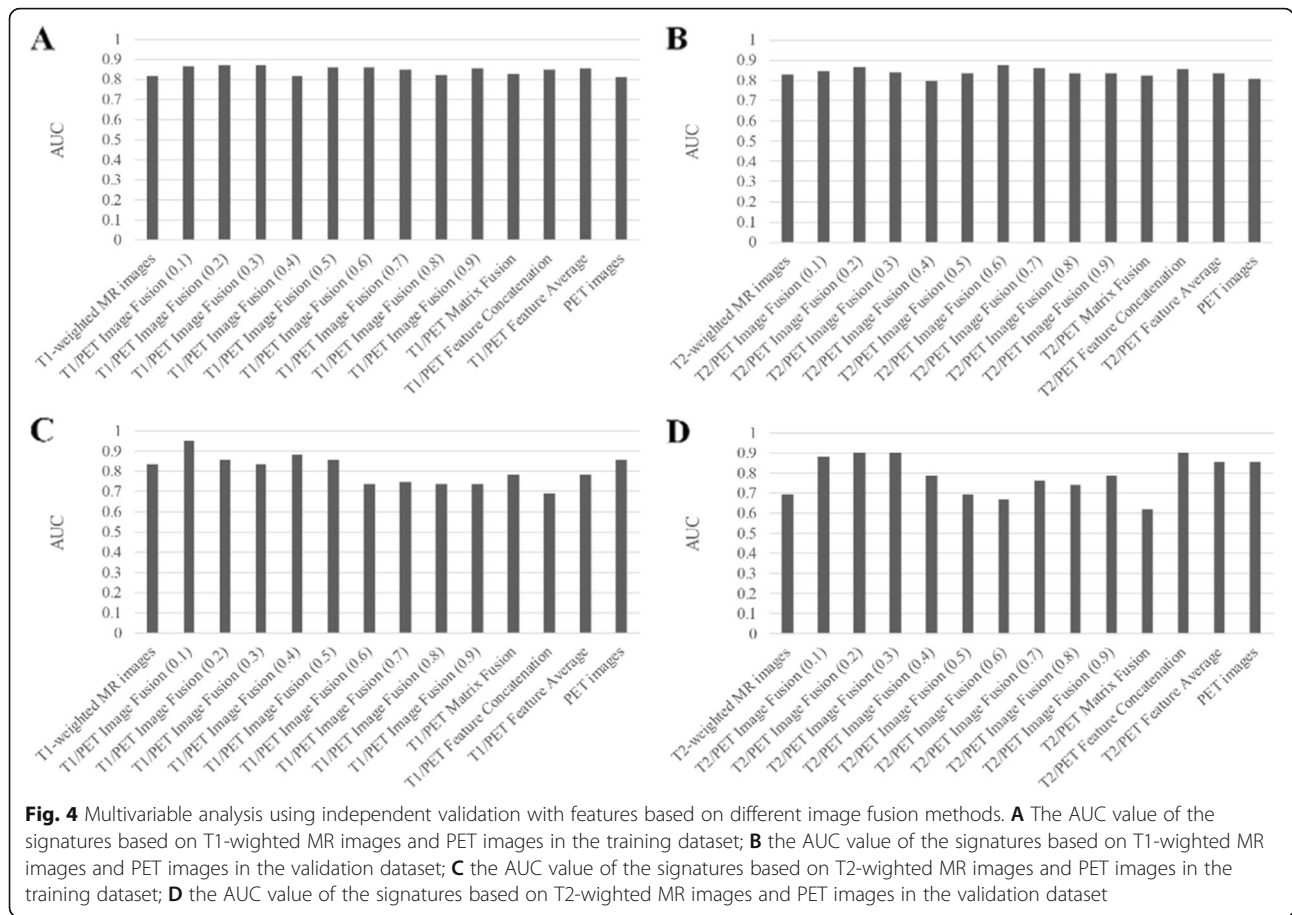 A
1
0.9
0.8
0.7
0.6
0.5
0.4
0.3
0.2
0.1
0
AUC
T1-weighted MR images
T1/PET Image Fusion (0.1)
T1/PET Image Fusion (0.2)
T1/PET Image Fusion (0.3)
T1/PET Image Fusion (0.4)
T1/PET Image Fusion (0.5)
T1/PET Image Fusion (0.6)
T1/PET Image Fusion (0.7)
T1/PET Image Fusion (0.8)
T1/PET Image Fusion (0.9)
T1/PET Matrix Fusion
T1/PET Feature Concatenation
T1/PET Feature Average
PET images
B
1
0.9
0.8
0.7
0.6
0.5
0.4
0.3
0.2
0.1
0
AUC
T2-weighted MR images
T2/PET Image Fusion (0.1)
T2/PET Image Fusion (0.2)
T2/PET Image Fusion (0.3)
T2/PET Image Fusion (0.4)
T2/PET Image Fusion (0.5)
T2/PET Image Fusion (0.6)
T2/PET Image Fusion (0.7)
T2/PET Image Fusion (0.8)
T2/PET Image Fusion (0.9)
T2/PET Matrix Fusion
T2/PET Feature Concatenation
T2/PET Feature Average
PET images
C
1
0.9
0.8
0.7
0.6
0.5
0.4
0.3
0.2
0.1
0
AUC
T1-weighted MR images
T1/PET Image Fusion (0.1)
T1/PET Image Fusion (0.2)
T1/PET Image Fusion (0.3)
T1/PET Image Fusion (0.4)
T1/PET Image Fusion (0.5)
T1/PET Image Fusion (0.6)
T1/PET Image Fusion (0.7)
T1/PET Image Fusion (0.8)
T1/PET Image Fusion (0.9)
T1/PET Matrix Fusion
T1/PET Feature Concatenation
T1/PET Feature Average
PET images
D
1
0.9
0.8
0.7
0.6
0.5
0.4
0.3
0.2
0.1
0
AUC
T2-weighted MR images
T2/PET Image Fusion (0.1)
T2/PET Image Fusion (0.2)
T2/PET Image Fusion (0.3)
T2/PET Image Fusion (0.4)
T2/PET Image Fusion (0.5)
T2/PET Image Fusion (0.6)
T2/PET Image Fusion (0.7)
T2/PET Image Fusion (0.8)
T2/PET Image Fusion (0.9)
T2/PET Matrix Fusion
T2/PET Feature Concatenation
T2/PET Feature Average
PET images
Fig. 4 Multivariable analysis using independent validation with features based on different image fusion methods. A The AUC value of the
signatures based on T1-wighted MR images and PET images in the training dataset; B the AUC value of the signatures based on T1-wighted MR
images and PET images in the validation dataset; C the AUC value of the signatures based on T2-wighted MR images and PET images in the
training dataset; D the AUC value of the signatures based on T2-wighted MR images and PET images in the validation dataset